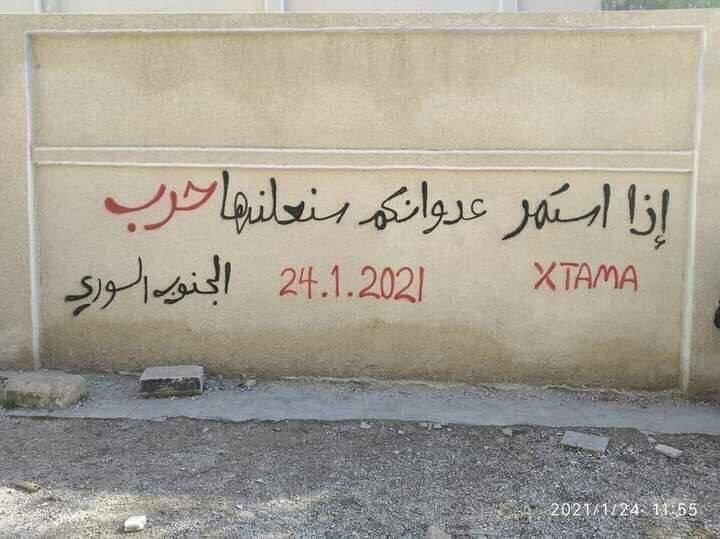 إذا استمر عدوانكم سنعلنها حرب
XTAMA 24.1.2021 الجنوب السوري
2021/1/24 11:55